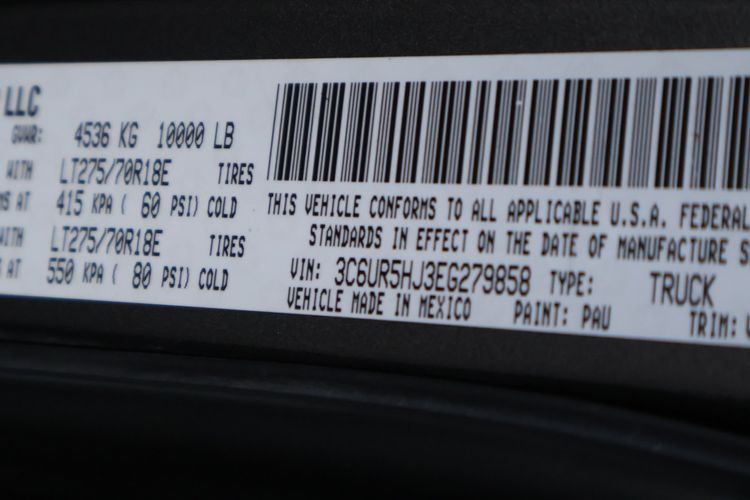 LLC
GVWR: 4536 KG 10000 LB
WITH LT275/70R18E TIRES
AT 415 KPA ( 60 PSI) COLD
WITH LT275/70R18E TIRES
AT 550 KPA ( 80 PSI) COLD
THIS VEHICLE CONFORMS TO ALL APPLICABLE U.S.A. FEDERAL
STANDARDS IN EFFECT ON THE DATE OF MANUFACTURE S
VIN: 3C6UR5HJ3EG279858 TYPE: TRUCK
VEHICLE MADE IN MEXICO PAINT: PAU TRIM: